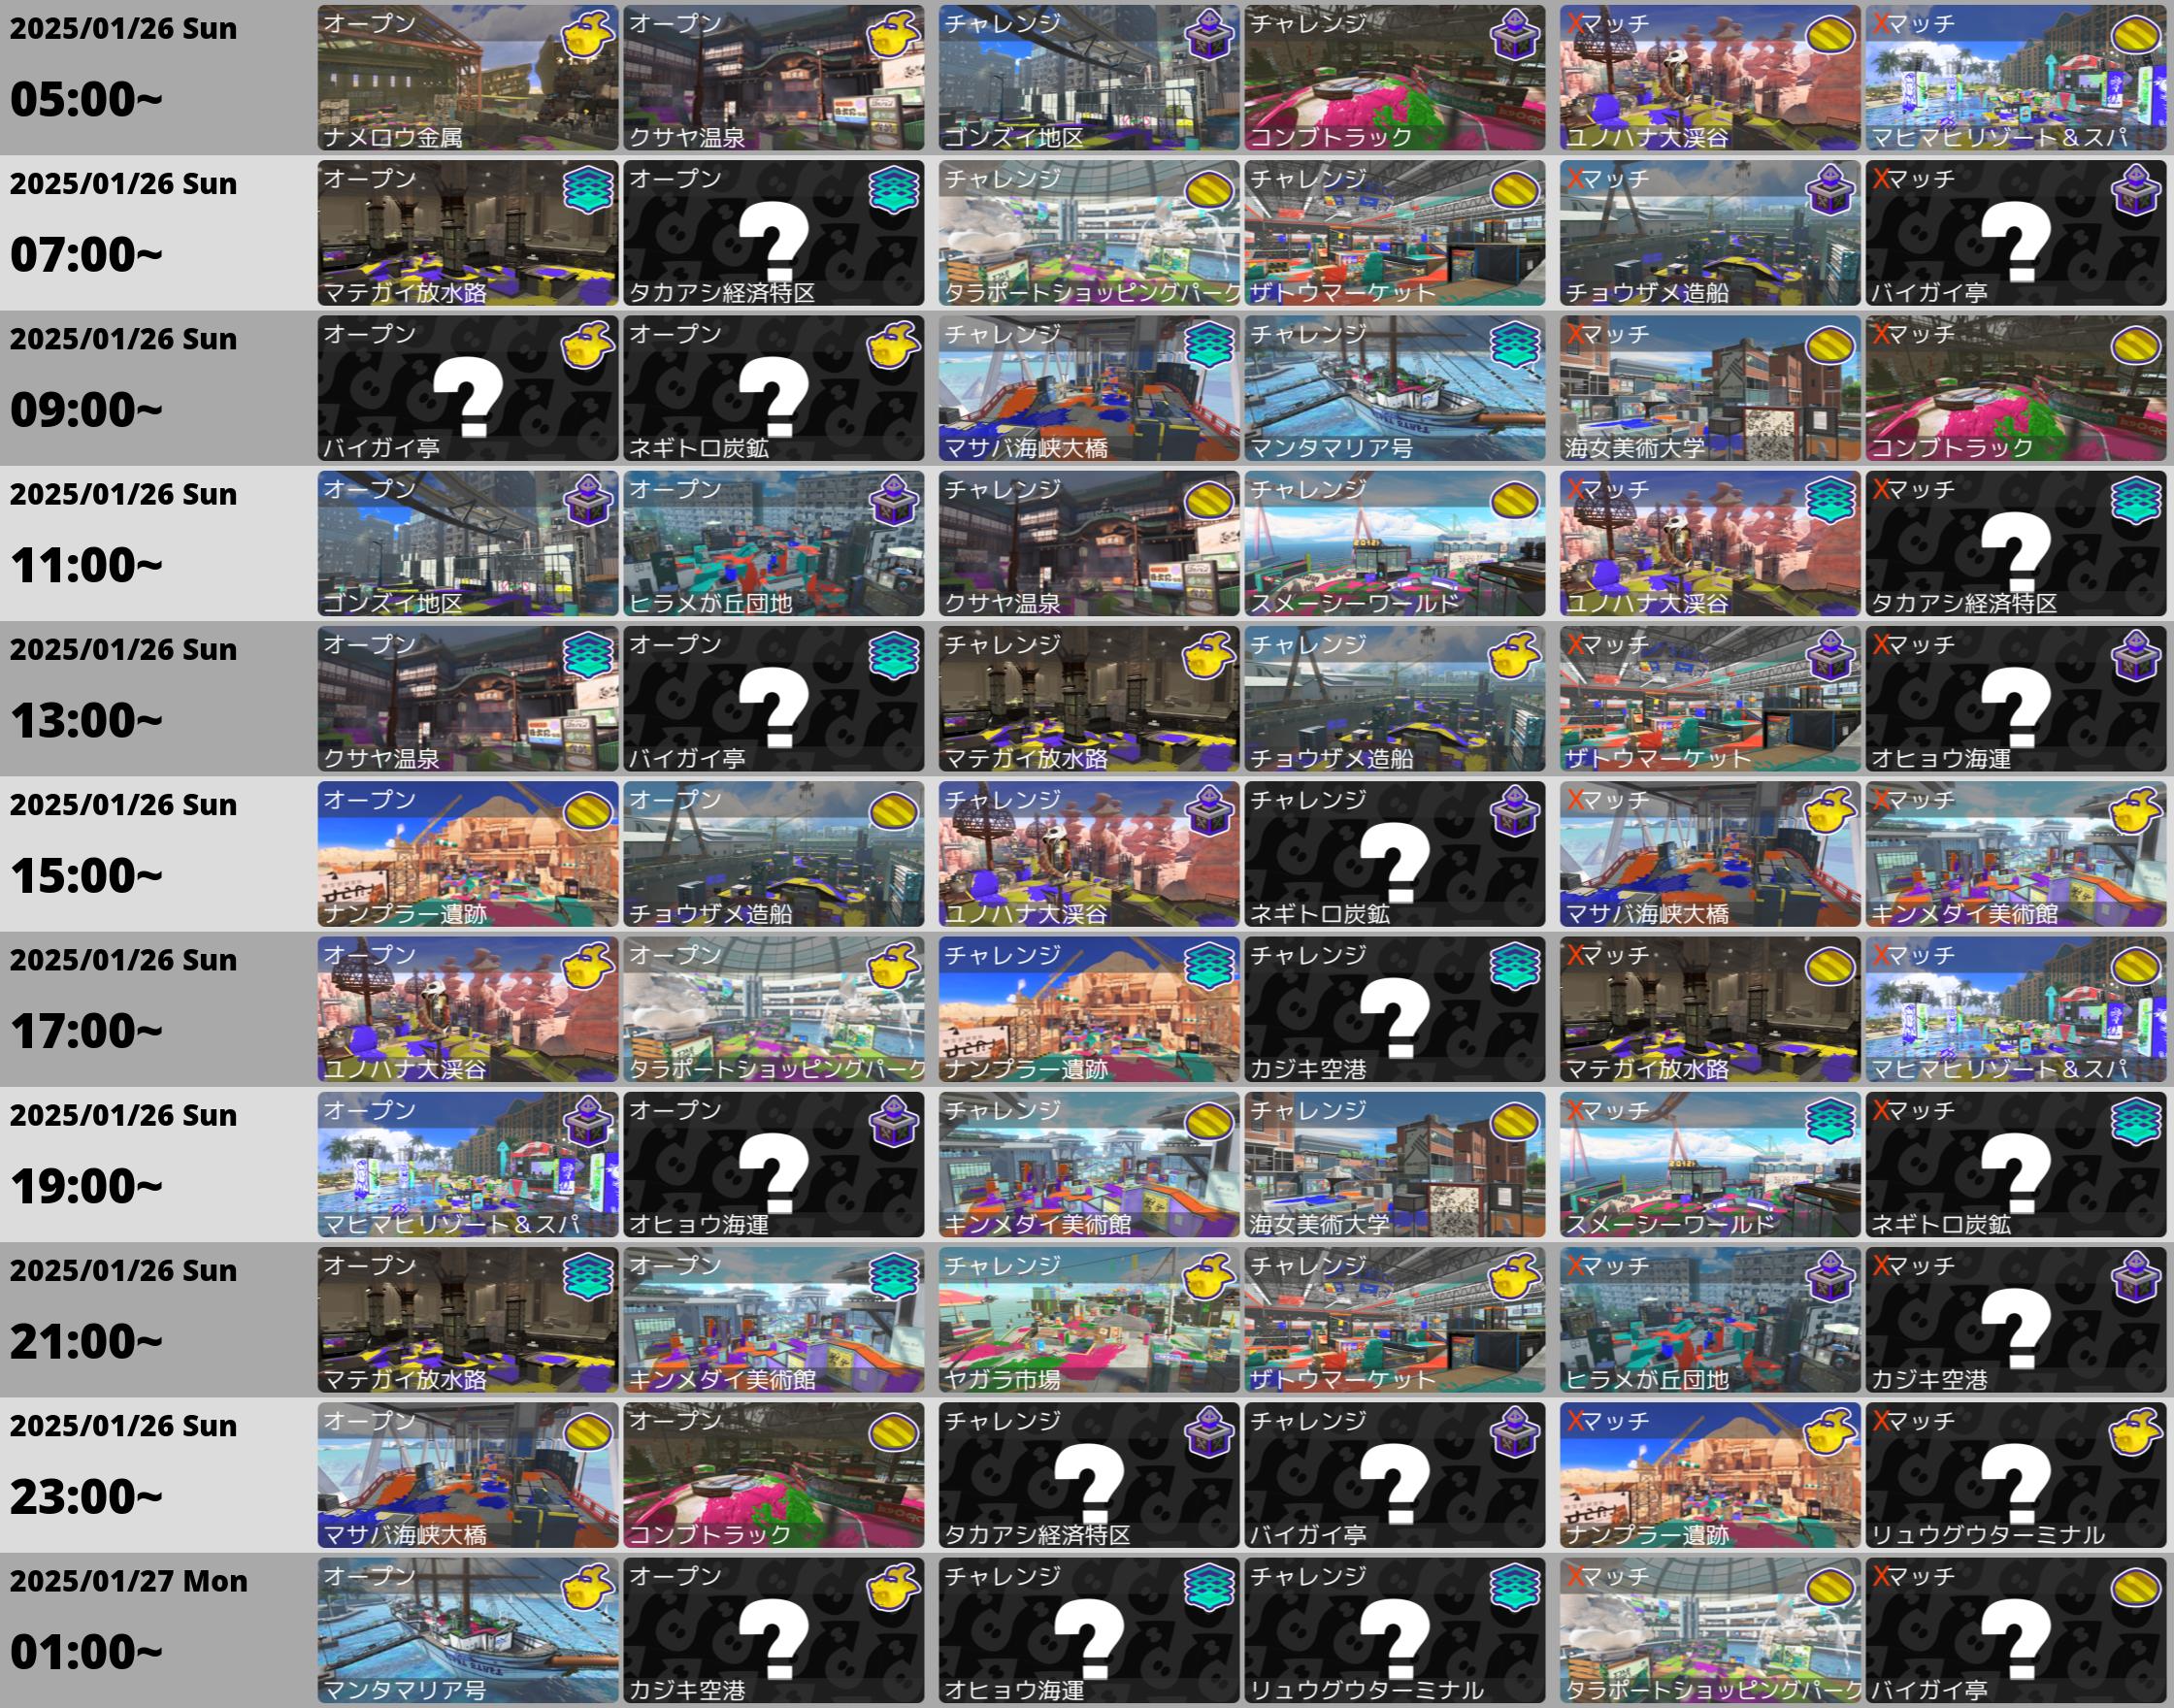 2025/01/26 Sun
05:00~
オープン
ナメロウ金属
オープン
クサヤ温泉
チャレンジ
ゴンズイ地区
チャレンジ
コンブトラック
Xマッチ
ユノハナ大渓谷
Xマッチ
マヒマヒリゾート&スパ
2025/01/26 Sun
07:00~
オープン
マテガイ放水路
オープン
タカアシ経済特区
チャレンジ
タラポートショッピングパーク
チャレンジ
ザトウマーケット
Xマッチ
チョウザメ造船
Xマッチ
バイガイ亭
2025/01/26 Sun
09:00~
オープン
バイガイ亭
オープン
ネギトロ炭鉱
チャレンジ
マサバ海峡大橋
チャレンジ
マンタマリア号
Xマッチ
海女美術大学
Xマッチ
コンブトラック
2025/01/26 Sun
11:00~
オープン
ゴンズイ地区
オープン
ヒラメが丘団地
チャレンジ
クサヤ温泉
チャレンジ
スメーシーワールド
Xマッチ
ユノハナ大渓谷
Xマッチ
タカアシ経済特区
2025/01/26 Sun
13:00~
オープン
クサヤ温泉
オープン
バイガイ亭
チャレンジ
マテガイ放水路
チャレンジ
チョウザメ造船
Xマッチ
ザトウマーケット
Xマッチ
オヒョウ海運
2025/01/26 Sun
15:00~
オープン
ナンプラー遺跡
オープン
チョウザメ造船
チャレンジ
ユノハナ大渓谷
チャレンジ
ネギトロ炭鉱
Xマッチ
マサバ海峡大橋
Xマッチ
キンメダイ美術館
2025/01/26 Sun
17:00~
オープン
ユノハナ大渓谷
オープン
タラポートショッピングパーク
チャレンジ
ナンプラー遺跡
チャレンジ
カジキ空港
Xマッチ
マテガイ放水路
Xマッチ
マヒマヒリゾート&スパ
2025/01/26 Sun
19:00~
オープン
マヒマヒリゾート&スパ
オープン
オヒョウ海運
チャレンジ
キンメダイ美術館
チャレンジ
海女美術大学
Xマッチ
スメーシーワールド
Xマッチ
ネギトロ炭鉱
2025/01/26 Sun
21:00~
オープン
マテガイ放水路
オープン
キンメダイ美術館
チャレンジ
ヤガラ市場
チャレンジ
ザトウマーケット
Xマッチ
ヒラメが丘団地
Xマッチ
カジキ空港
2025/01/26 Sun
23:00~
オープン
マサバ海峡大橋
オープン
コンブトラック
チャレンジ
タカアシ経済特区
チャレンジ
バイガイ亭
Xマッチ
ナンプラー遺跡
Xマッチ
リュウグウターミナル
2025/01/27 Mon
01:00~
オープン
マンタマリア号
オープン
カジキ空港
チャレンジ
オヒョウ海運
チャレンジ
リュウグウターミナル
Xマッチ
タラポートショッピングパーク
Xマッチ
バイガイ亭